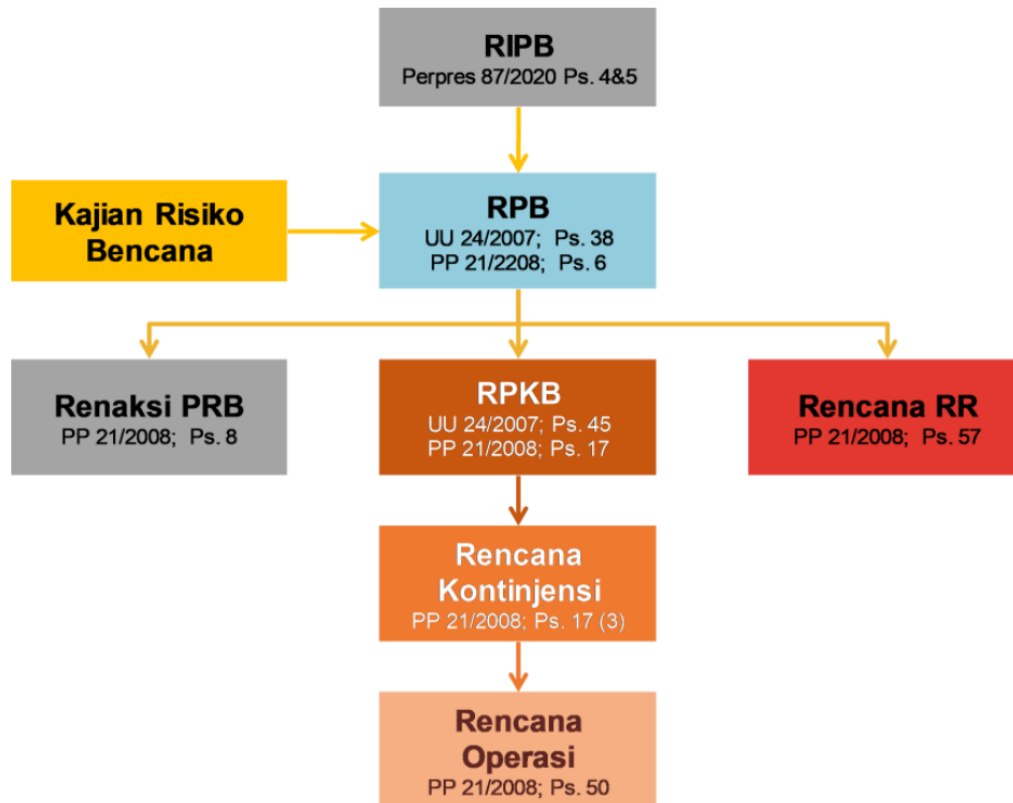 RIPB
Perpres 87/2020 Ps. 4&5
Kajian Risiko
Bencana
RPB
UU 24/2007; Ps. 38
PP 21/2208; Ps. 6
Renaksi PRB
PP 21/2008; Ps. 8
RPKB
UU 24/2007; Ps. 45
PP 21/2008; Ps. 17
Rencana RR
PP 21/2008; Ps. 57
Rencana
Kontinjensi
PP 21/2008; Ps. 17 (3)
Rencana
Operasi
PP 21/2008; Ps. 50